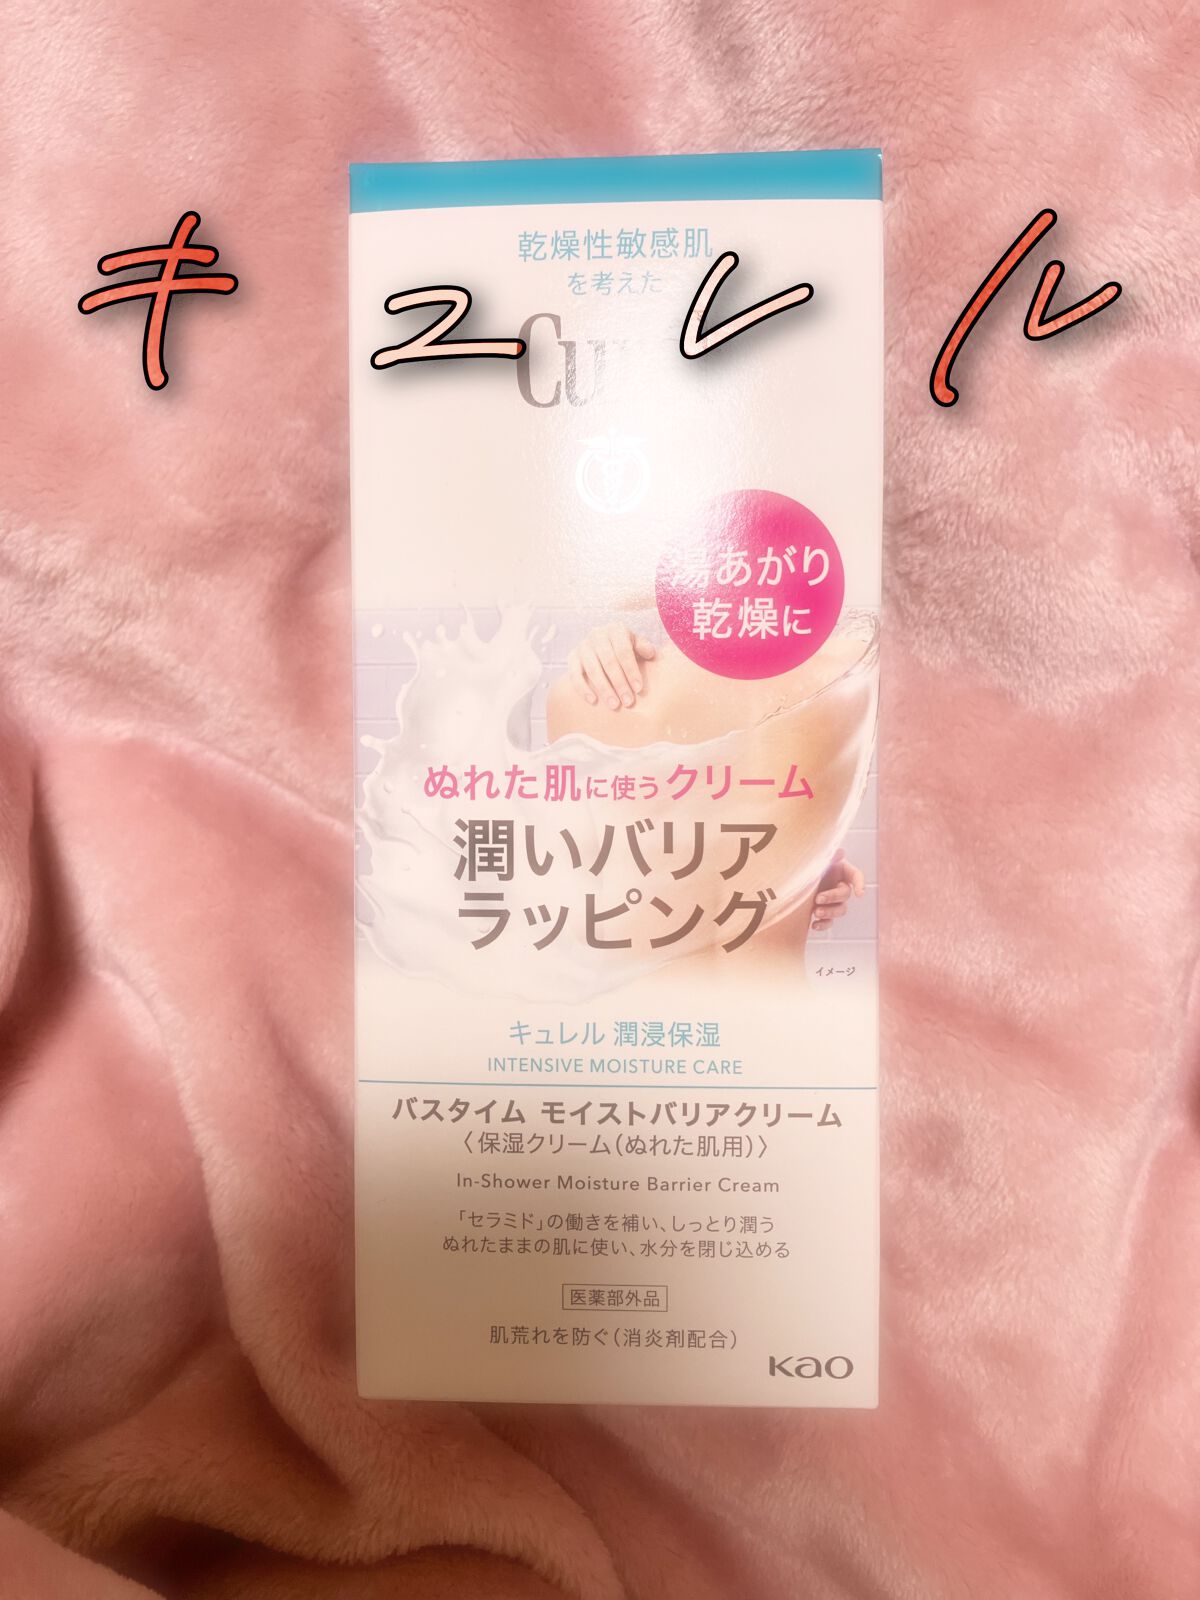 乾燥性敏感肌
を考えた
キュレル
Cu
湯あがり
乾燥に
ぬれた肌に使うクリーム
潤いバリア
ラッピング
イメージ
キュレル 潤浸保湿
INTENSIVE MOISTURE CARE
バスタイム モイストバリアクリーム
〈保湿クリーム(ぬれた肌用)〉
In-Shower Moisture Barrier Cream
「セラミド」の働きを補い、しっとり潤う
ぬれたままの肌に使い、水分を閉じ込める
医薬部外品
肌荒れを防ぐ(消炎剤配合)
Kao